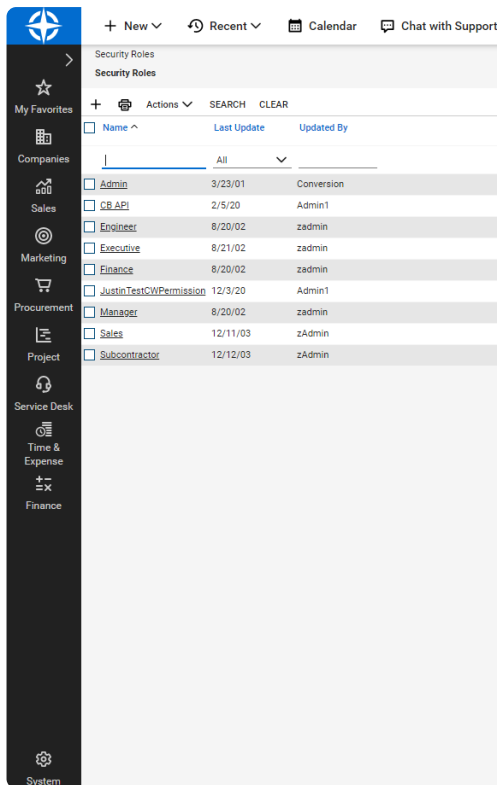 + New Recent Calendar Chat with Support
Security Roles
Security Roles
My Favorites
Companies
Sales
Marketing
Procurement
Project
Service Desk
Time &
Expense
Finance
System
+ Actions SEARCH CLEAR
Name Last Update Updated By
All
Admin 3/23/01 Conversion
CB API 2/5/20 Admin1
Engineer 8/20/02 zadmin
Executive 8/21/02 zadmin
Finance 8/20/02 zadmin
JustinTestCWPermission 12/3/20 Admin1
Manager 8/20/02 zadmin
Sales 12/11/03 zAdmin
Subcontractor 12/12/03 zAdmin